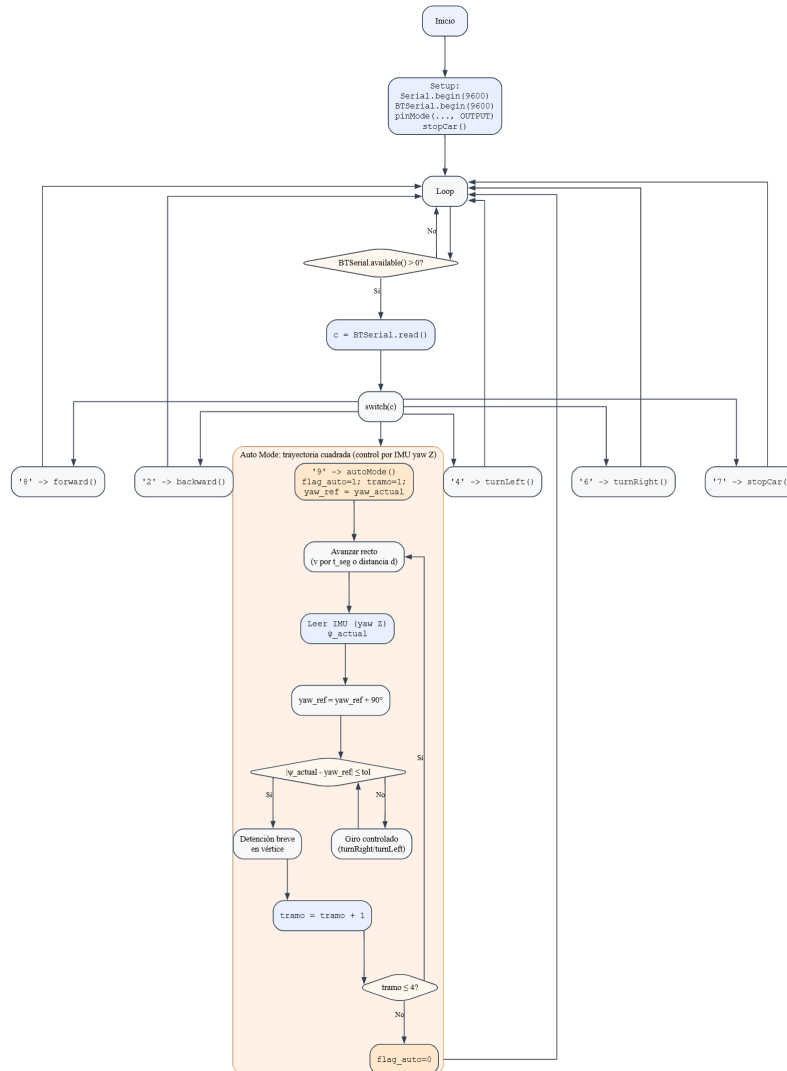 Inicio
Setup:
Serial.begin(9600)
BTSerial.begin(9600)
pinMode(..., OUTPUT)
stopCar()
Loop
No
BTSerial.available() > 0?
Sí
c = BTSerial.read()
switch(c)
Auto Mode: trayectoria cuadrada (control por IMU yaw Z)
'8' -> forward()
'2' -> backward()
'9' -> autoMode()
flag_auto=1; tramo=1;
yaw_ref = yaw_actual
'4' -> turnLeft()
'6' -> turnRight()
'7' -> stopCar()
Avanzar recto
(v por t_seg o distancia d)
Leer IMU (yaw Z)
ψ_actual
yaw_ref = yaw_ref + 90°
|ψ_actual - yaw_ref| ≤ tol
Sí
Sí
No
Detención breve
en vértice
Giro controlado
(turnRight/turnLeft)
tramo = tramo + 1
tramo ≤ 4?
No
flag_auto=0